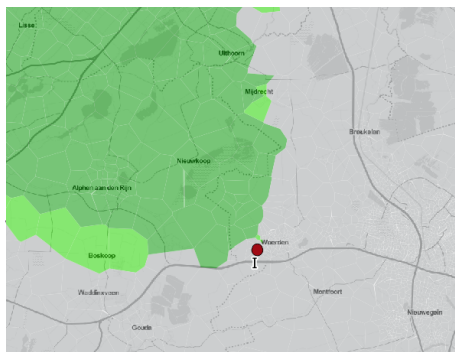 Lisse
Uithoorn
Mijdrecht
Breukelen
Nieuwkoop
Alphen aan den Rijn
Woerden
Boskoop
Waddinxveen
Montfoort
Nieuwegein
Gouda